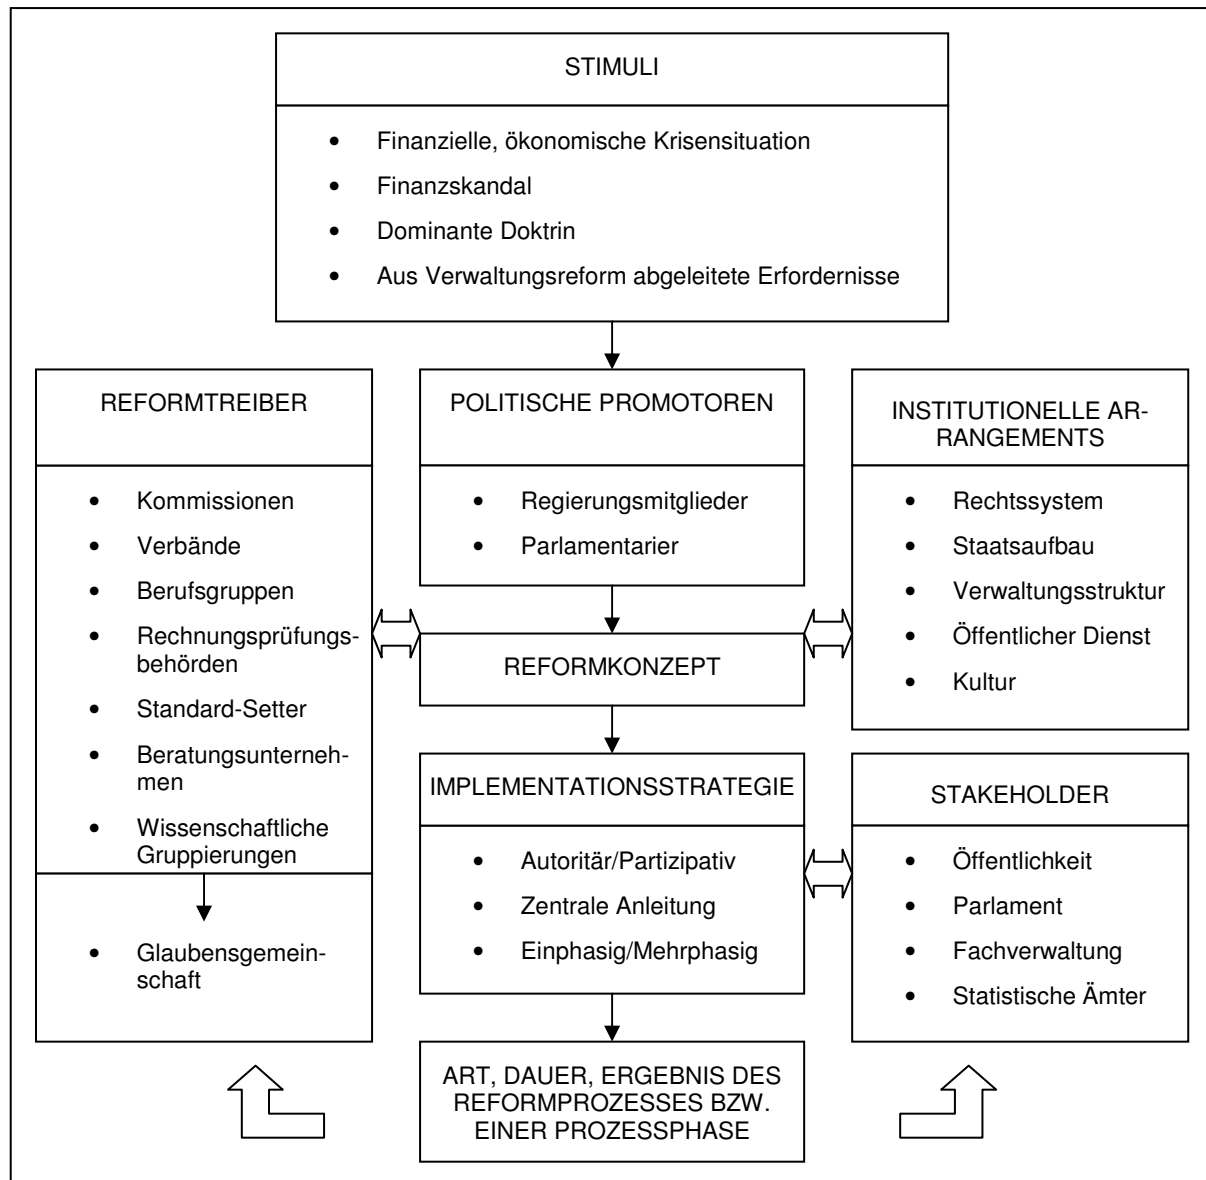 STIMULI
• Finanzielle, ökonomische Krisensituation
• Finanzskandal
• Dominante Doktrin
• Aus Verwaltungsreform abgeleitete Erfordernisse
REFORMTREIBER
• Kommissionen
• Verbände
• Berufsgruppen
• Rechnungsprüfungs-
behörden
• Standard-Setter
• Beratungsunterneh-
men
• Wissenschaftliche
Gruppierungen
• Glaubensgemein-
schaft
POLITISCHE PROMOTOREN
• Regierungsmitglieder
• Parlamentarier
REFORMKONZEPT
IMPLEMENTATIONSSTRATEGIE
• Autoritär/Partizipativ
• Zentrale Anleitung
• Einphasig/Mehrphasig
ART, DAUER, ERGEBNIS DES
REFORMPROZESSES BZW.
EINER PROZESSPHASE
INSTITUTIONELLE AR-
RANGEMENTS
• Rechtssystem
• Staatsaufbau
• Verwaltungsstruktur
• Öffentlicher Dienst
• Kultur
STAKEHOLDER
• Öffentlichkeit
• Parlament
• Fachverwaltung
• Statistische Ämter